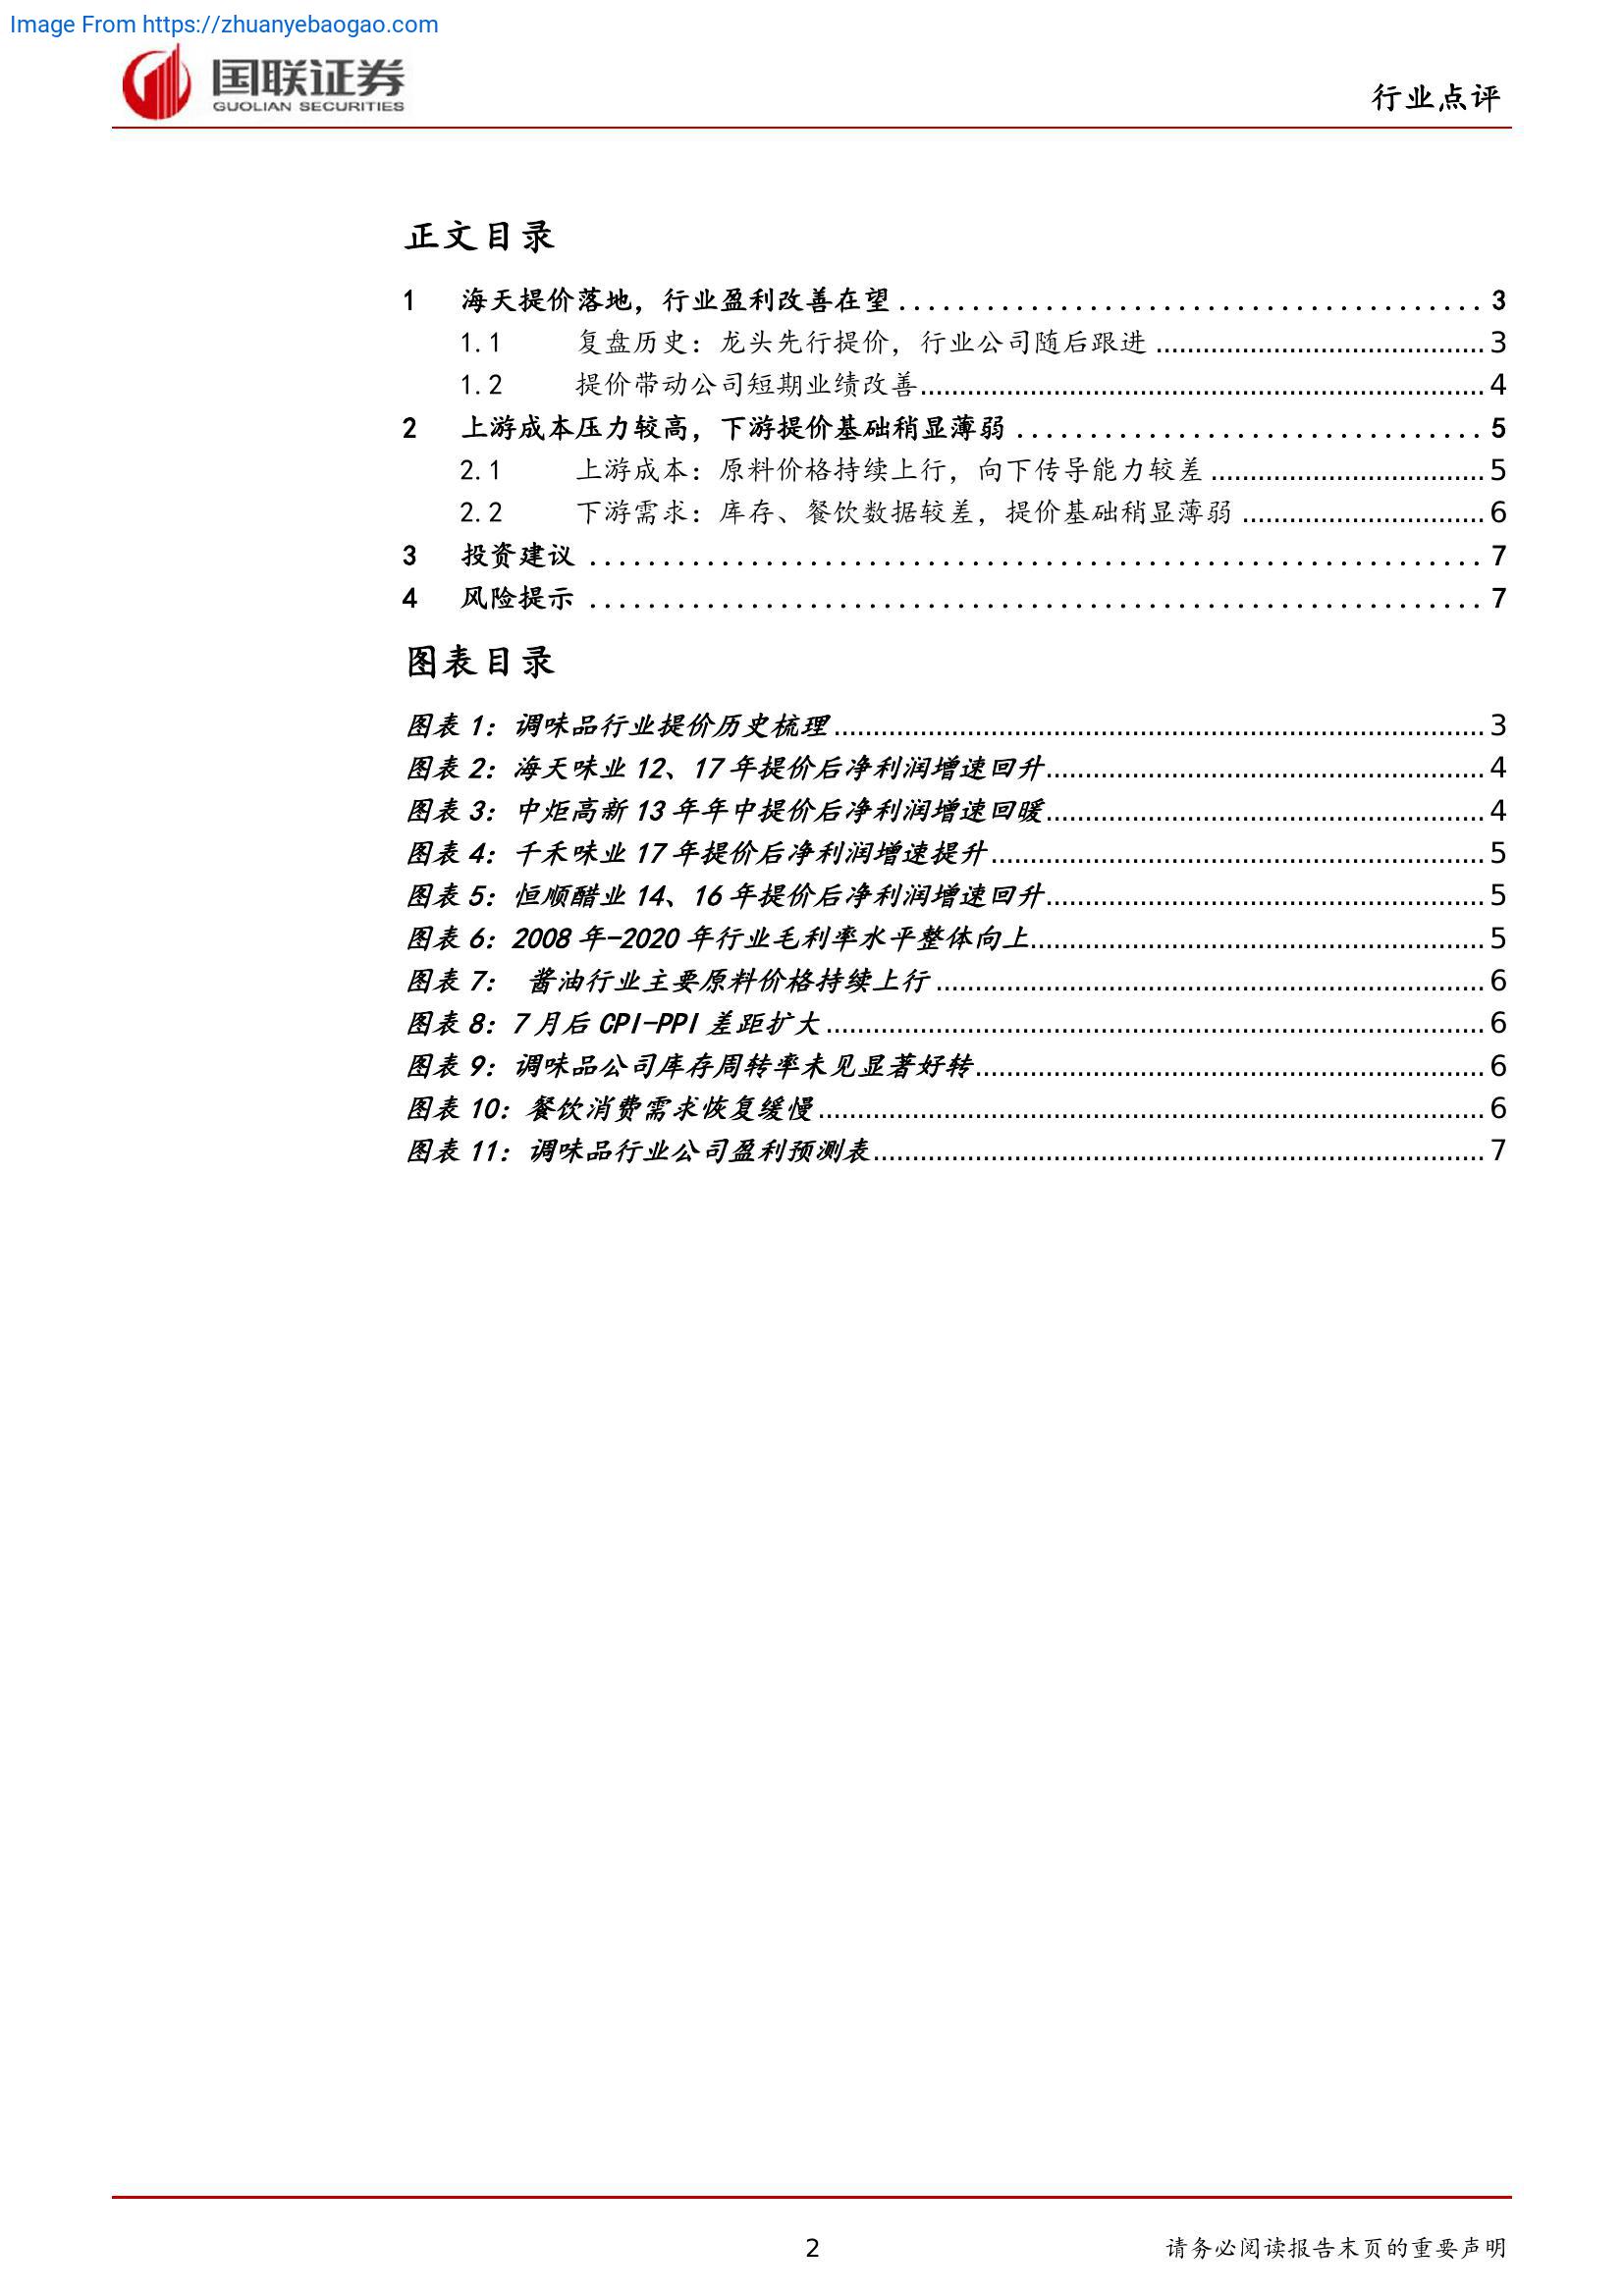 Image From https://zhuanyebaogao.com
国联证券
GUOLIAN SECURITIES
行业点评
正文目录
1 海天提价落地，行业盈利改善在望 3
1.1 复盘历史：龙头先行提价，行业公司随后跟进 3
1.2 提价带动公司短期业绩改善 4
2 上游成本压力较高，下游提价基础稍显薄弱 5
2.1 上游成本：原料价格持续上行，向下传导能力较差 5
2.2 下游需求：库存、餐饮数据较差，提价基础稍显薄弱 6
3 投资建议 7
4 风险提示 7
图表目录
图表 1：调味品行业提价历史梳理 3
图表 2：海天味业 12、17 年提价后净利润增速回升 4
图表 3：中炬高新 13 年年中提价后净利润增速回暖 4
图表 4：千禾味业 17 年提价后净利润增速提升 5
图表 5：恒顺醋业 14、16 年提价后净利润增速回升 5
图表 6：2008 年-2020 年行业毛利率水平整体向上 5
图表 7： 酱油行业主要原料价格持续上行 6
图表 8：7 月后 CPI-PPI 差距扩大 6
图表 9：调味品公司库存周转率未见显著好转 6
图表 10：餐饮消费需求恢复缓慢 6
图表 11：调味品行业公司盈利预测表 7
2
请务必阅读报告末页的重要声明